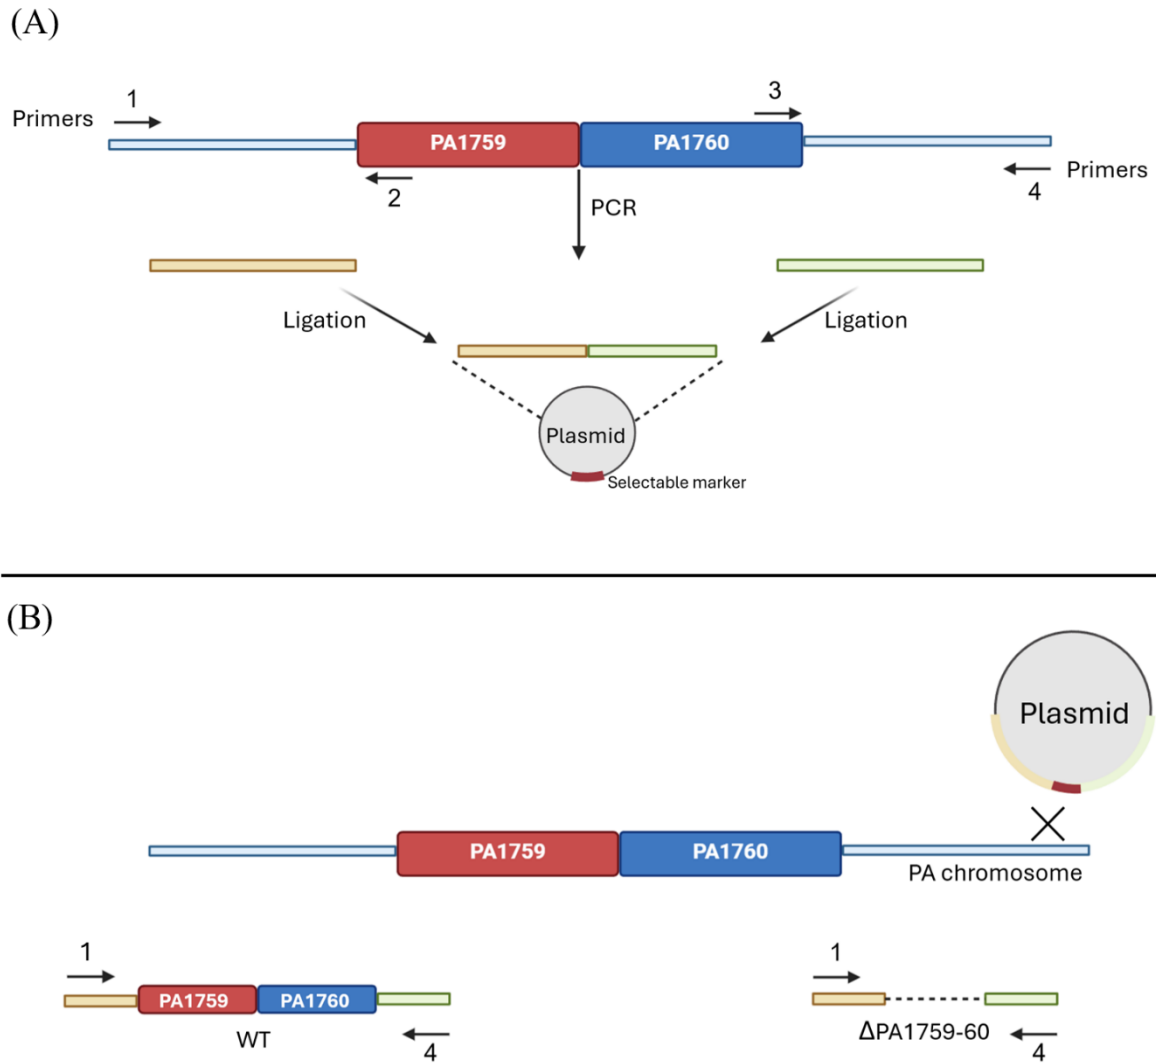 (A)
1
3
Primers
PA1759
PA1760
2
4
Primers
PCR
Ligation
Ligation
Plasmid
Selectable marker
(B)
Plasmid
PA1759
PA1760
PA chromosome
1
1
PA1759
PA1760
WT
4
ΔPA1759-60
4